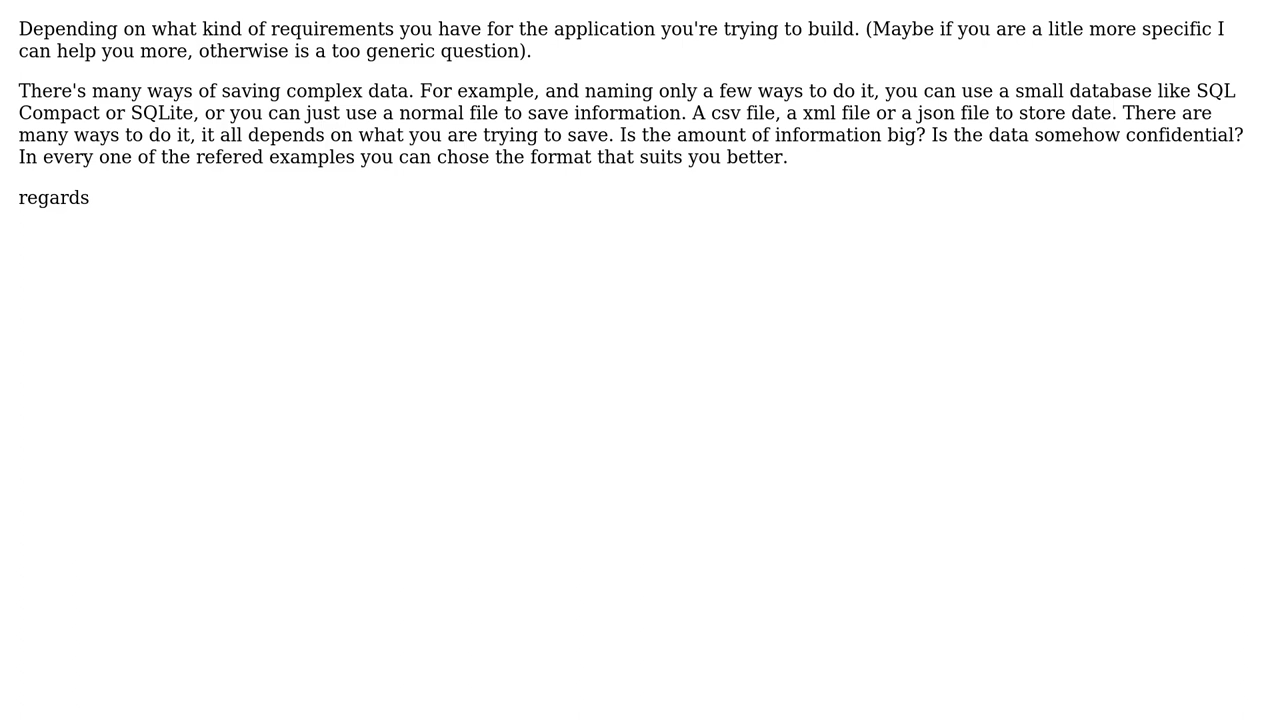 Depending on what kind of requirements you have for the application you're trying to build. (Maybe if you are a litle more specific I
can help you more, otherwise is a too generic question).
There's many ways of saving complex data. For example, and naming only a few ways to do it, you can use a small database like SQL
Compact or SQLite, or you can just use a normal file to save information. A csv file, a xml file or a json file to store date. There are
many ways to do it, it all depends on what you are trying to save. Is the amount of information big? Is the data somehow confidential?
In every one of the refered examples you can chose the format that suits you better.
regards